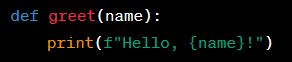 def greet(name):
    print(f"Hello, {name}!")